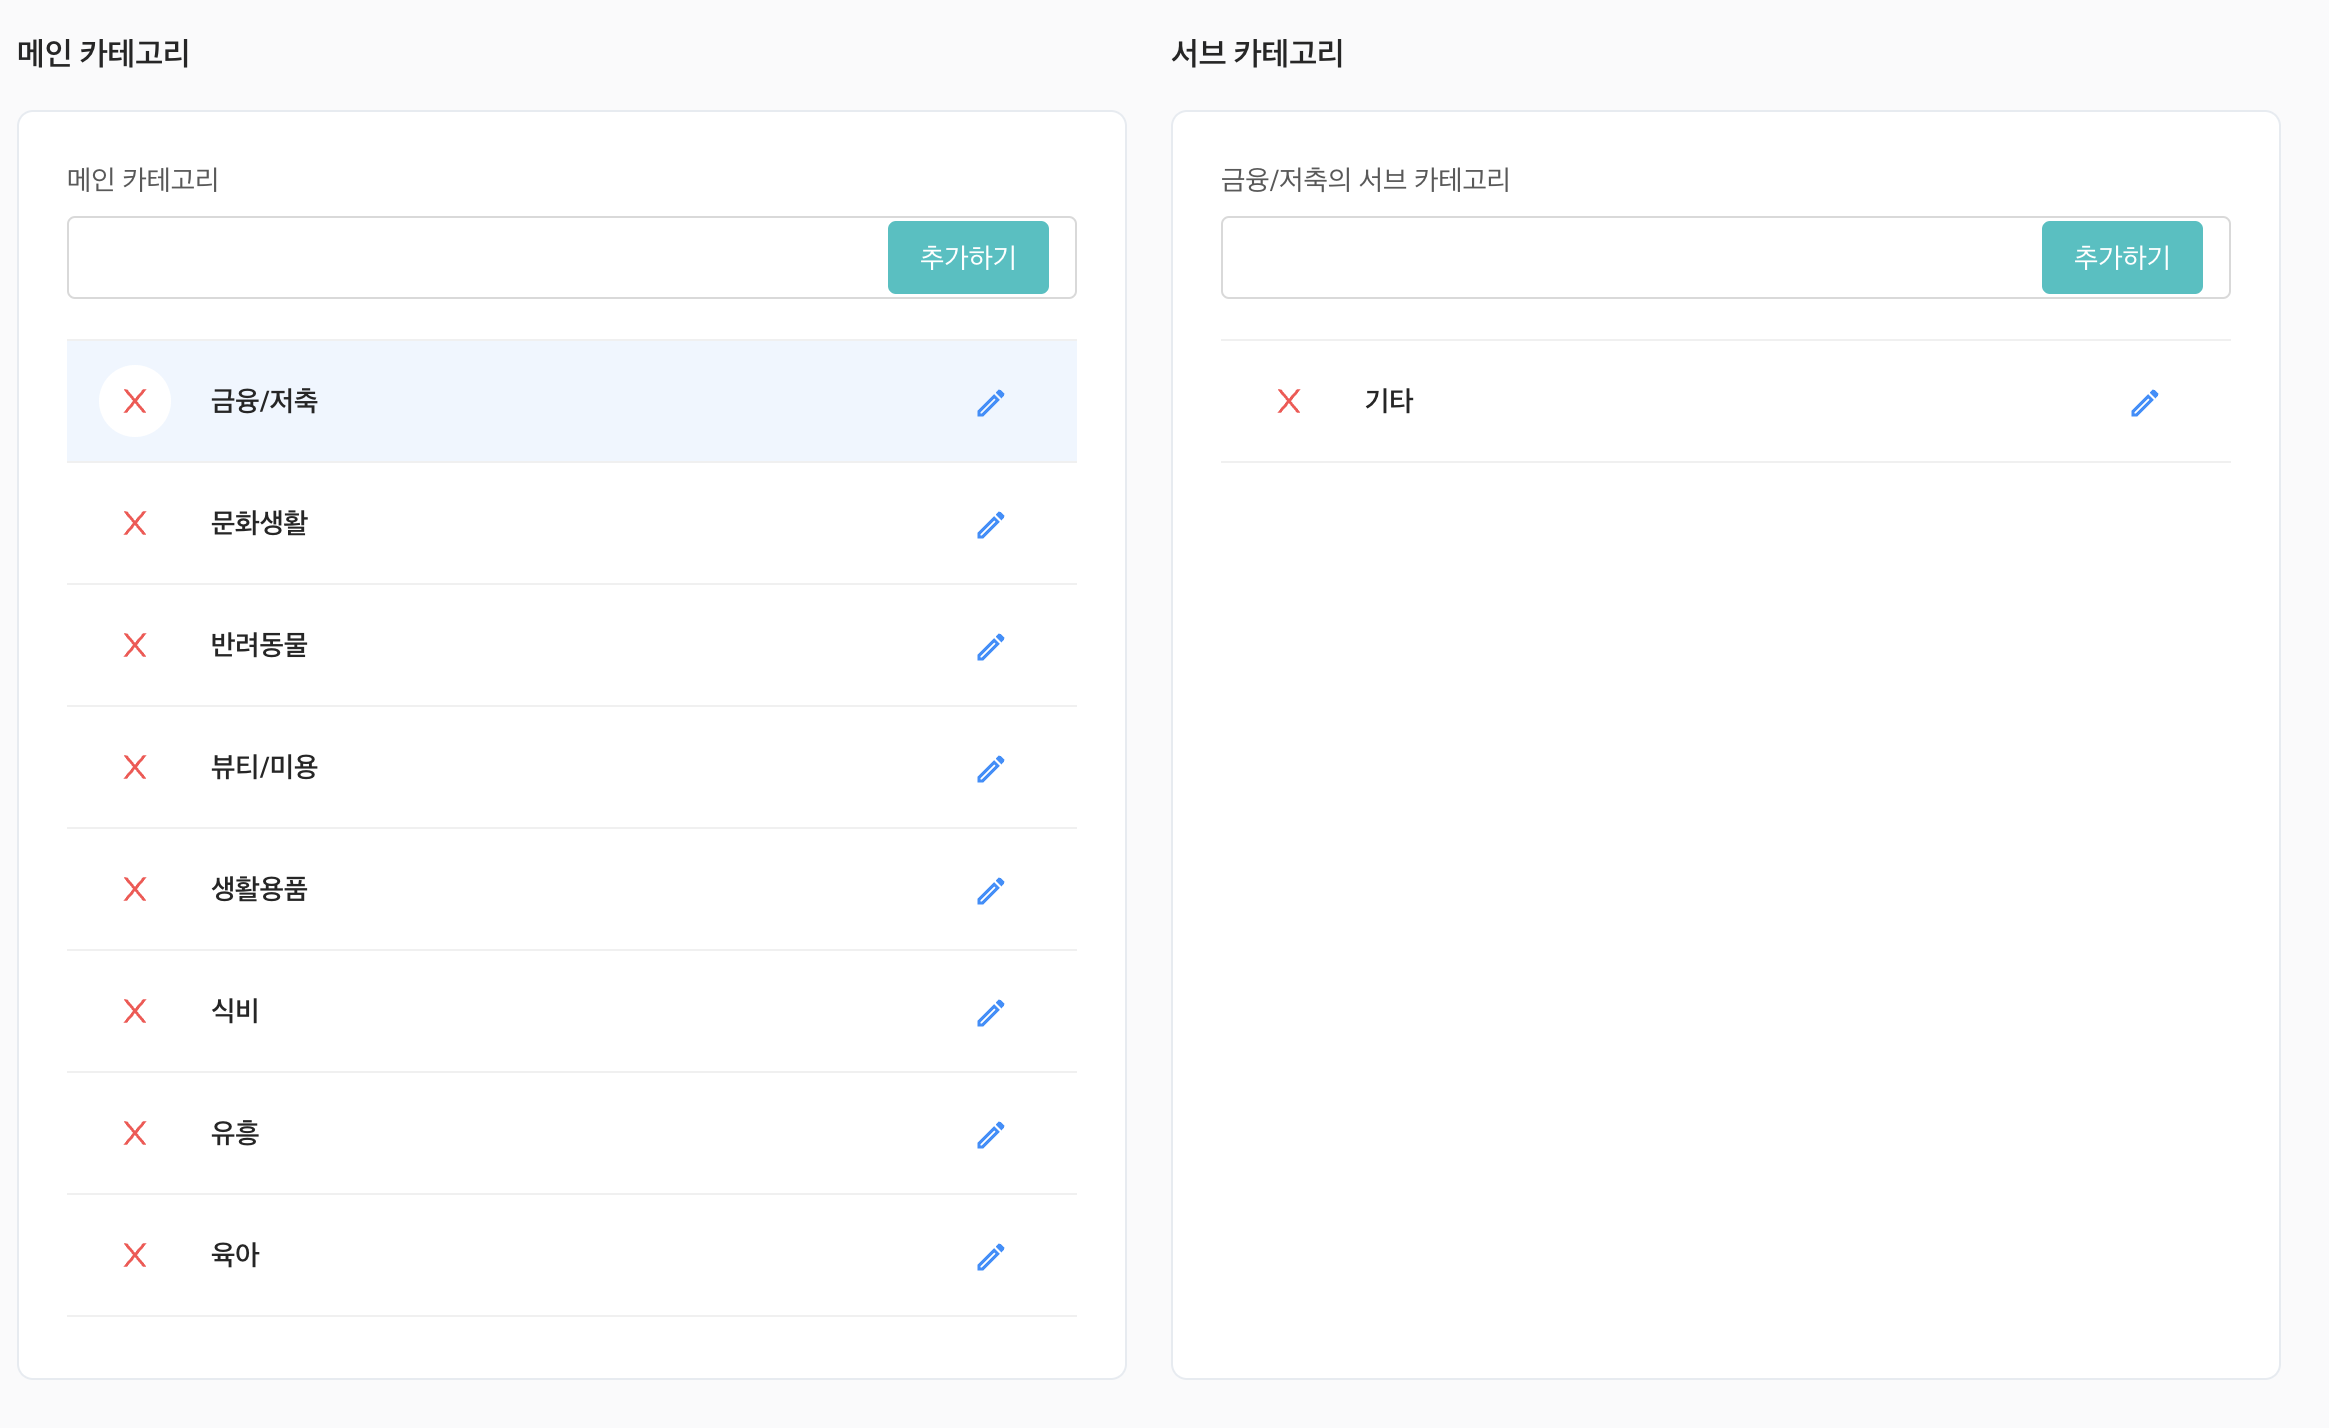 메인 카테고리
메인 카테고리
추가하기
금융/저축
문화생활
반려동물
뷰티/미용
생활용품
식비
유흥
육아
서브 카테고리
금융/저축의 서브 카테고리
추가하기
기타